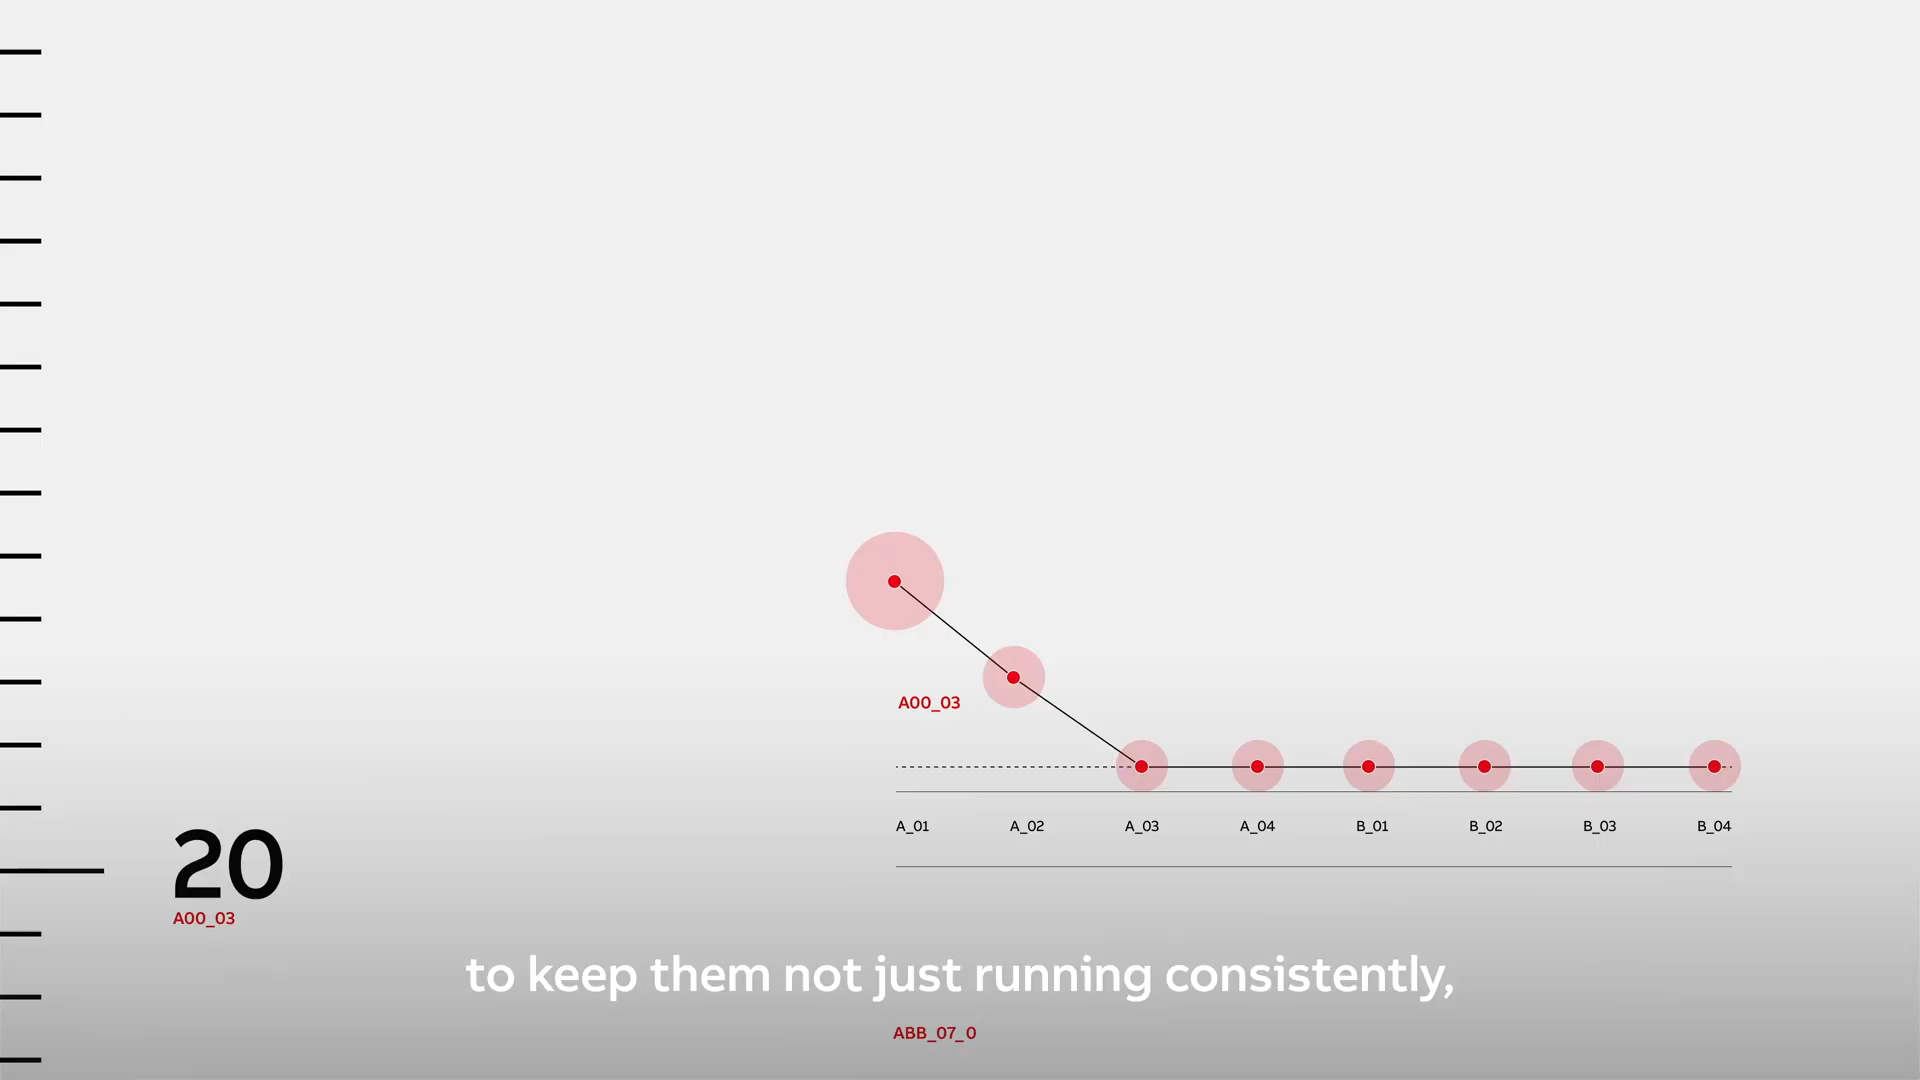 A00_03
A_01 A_02 A_03 A_04 B_01 B_02 B_03 B_04
20
A00_03
to keep them not just running consistently,
ABB_07_0